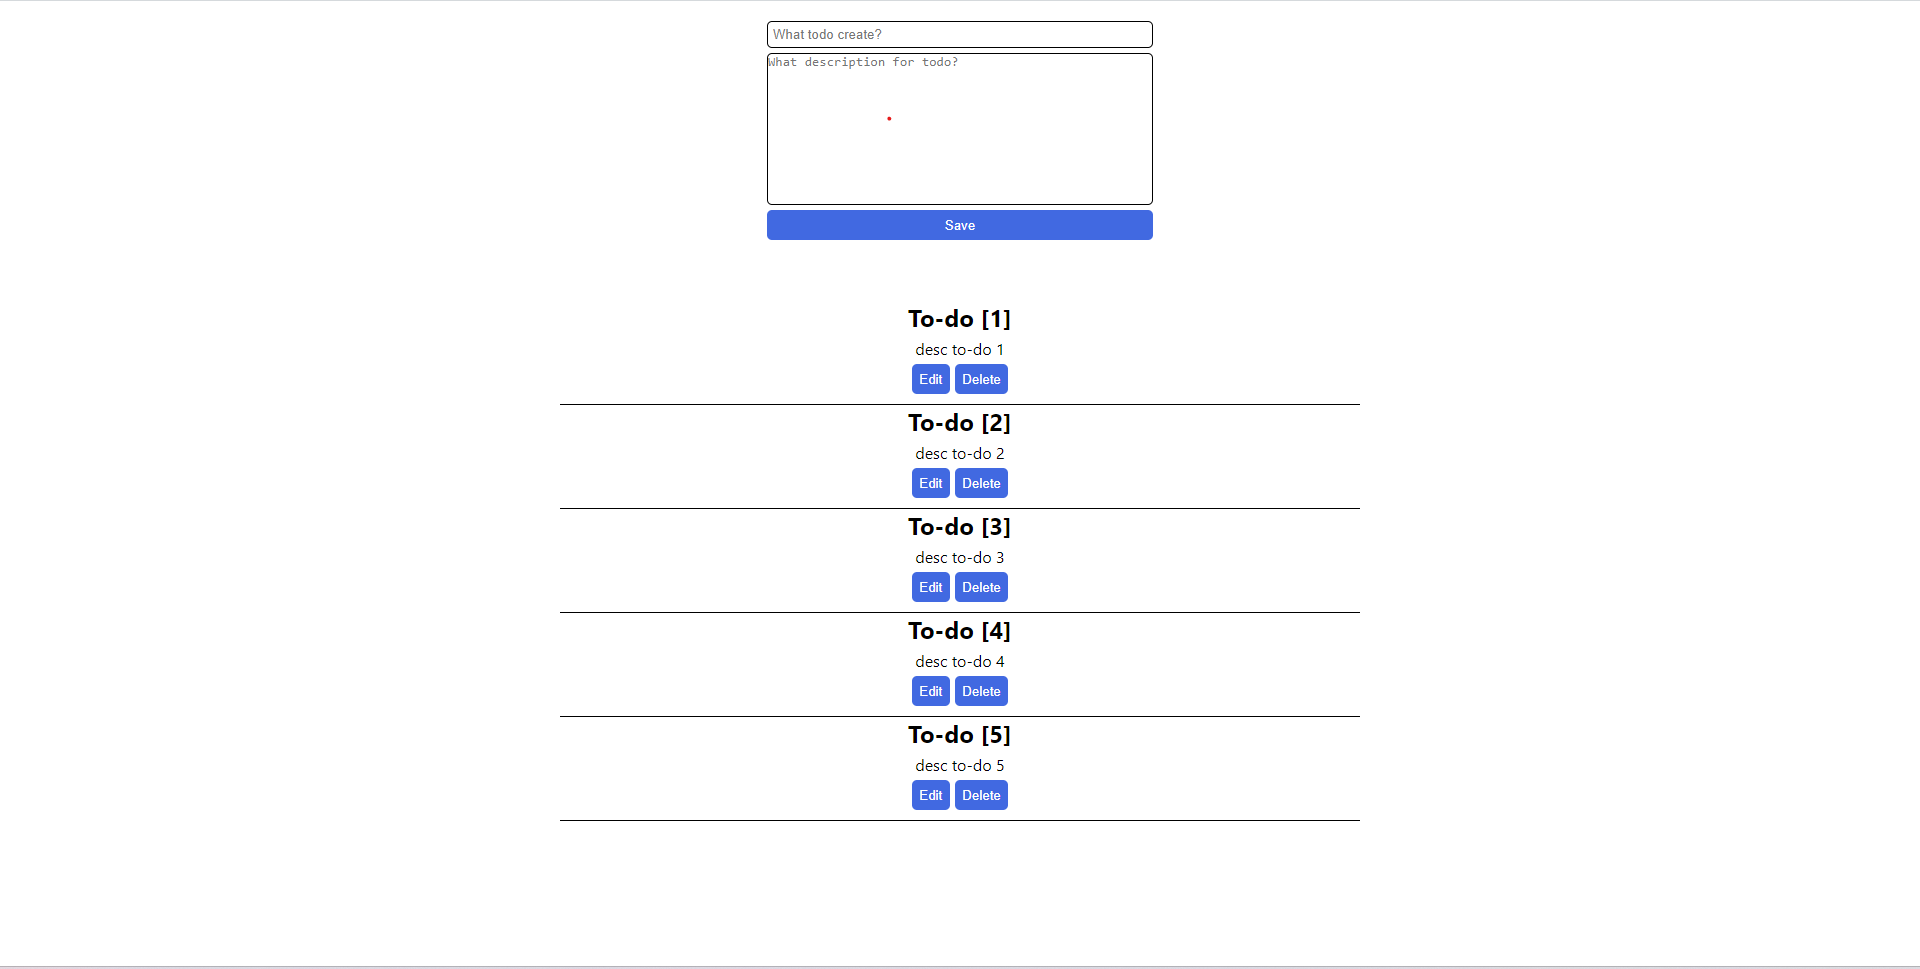 What todo create?
What description for todo?
Save
To-do [1]
desc to-do 1
Edit Delete
To-do [2]
desc to-do 2
Edit Delete
To-do [3]
desc to-do 3
Edit Delete
To-do [4]
desc to-do 4
Edit Delete
To-do [5]
desc to-do 5
Edit Delete